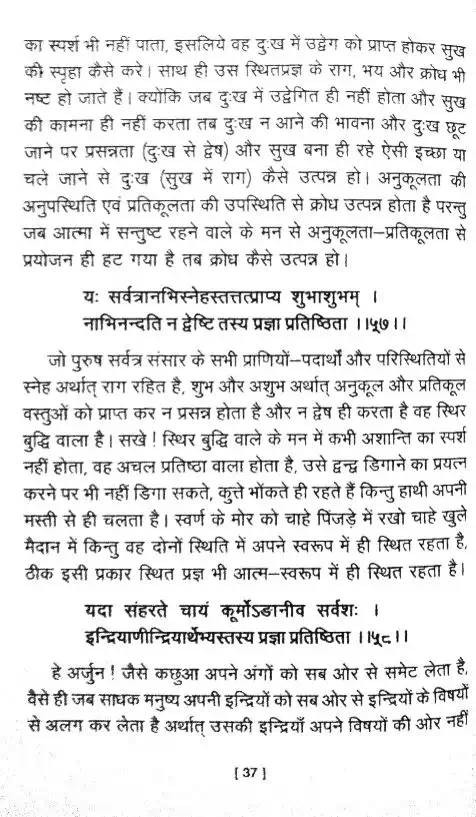 का स्पर्श भी नहीं पाता, इसलिये वह दुःख में उद्वेग को प्राप्त होकर सुख
की स्पृहा कैसे करे। साथ ही उस स्थितप्रज्ञ के राग, भय और क्रोध भी
नष्ट हो जाते हैं। क्योंकि जब दुःख में उद्वेगित ही नहीं होता और सुख
की कामना ही नहीं करता तब दुःख न आने की भावना और दुःख छूट
जाने पर प्रसन्नता (दुःख से द्वेष) और सुख बना ही रहे ऐसी इच्छा या
चले जाने से दुःख (सुख में राग) कैसे उत्पन्न हो। अनुकूलता की
अनुपस्थिति एवं प्रतिकूलता की उपस्थिति से क्रोध उत्पन्न होता है परन्तु
जब आत्मा में सन्तुष्ट रहने वाले के मन से अनुकूलता–प्रतिकूलता से
प्रयोजन ही हट गया है तब क्रोध कैसे उत्पन्न हो।
यः सर्वत्रानभिस्नेहस्तत्तत्प्राप्य शुभाशुभम् ।
नाभिनन्दति न द्वेष्टि तस्य प्रज्ञा प्रतिष्ठिता ।।५७।।
जो पुरुष सर्वत्र संसार के सभी प्राणियों–पदार्थों और परिस्थितियों से
स्नेह अर्थात् राग रहित है, शुभ और अशुभ अर्थात् अनुकूल और प्रतिकूल
वस्तुओं को प्राप्त कर न प्रसन्न होता है और न द्वेष ही करता है वह स्थिर
बुद्धि वाला है। सखे ! स्थिर बुद्धि वाले के मन में कभी अशान्ति का स्पर्श
नहीं होता, वह अचल प्रतिष्ठा वाला होता है, उसे द्वन्द्व डिगाने का प्रयत्न
करने पर भी नहीं डिगा सकते, कुत्ते भोंकते ही रहते हैं किन्तु हाथी अपनी
मस्ती से ही चलता है। स्वर्ण के मोर को चाहे पिंजड़े में रखो चाहे खुले
मैदान में किन्तु वह दोनों स्थिति में अपने स्वरूप में ही स्थित रहता है,
ठीक इसी प्रकार स्थित प्रज्ञ भी आत्म–स्वरूप में ही स्थित रहता है।
यदा संहरते चायं कूर्मोऽङानीव सर्वशः ।
इन्द्रियाणीन्द्रियार्थेभ्यस्तस्य प्रज्ञा प्रतिष्ठिता ।।५८।।
हे अर्जुन ! जैसे कछुआ अपने अंगों को सब ओर से समेट लेता है,
वैसे ही जब साधक मनुष्य अपनी इन्द्रियों को सब ओर से इन्द्रियों के विषयों
से अलग कर लेता है अर्थात् उसकी इन्द्रियाँ अपने विषयों की ओर नहीं
[ 37 ]